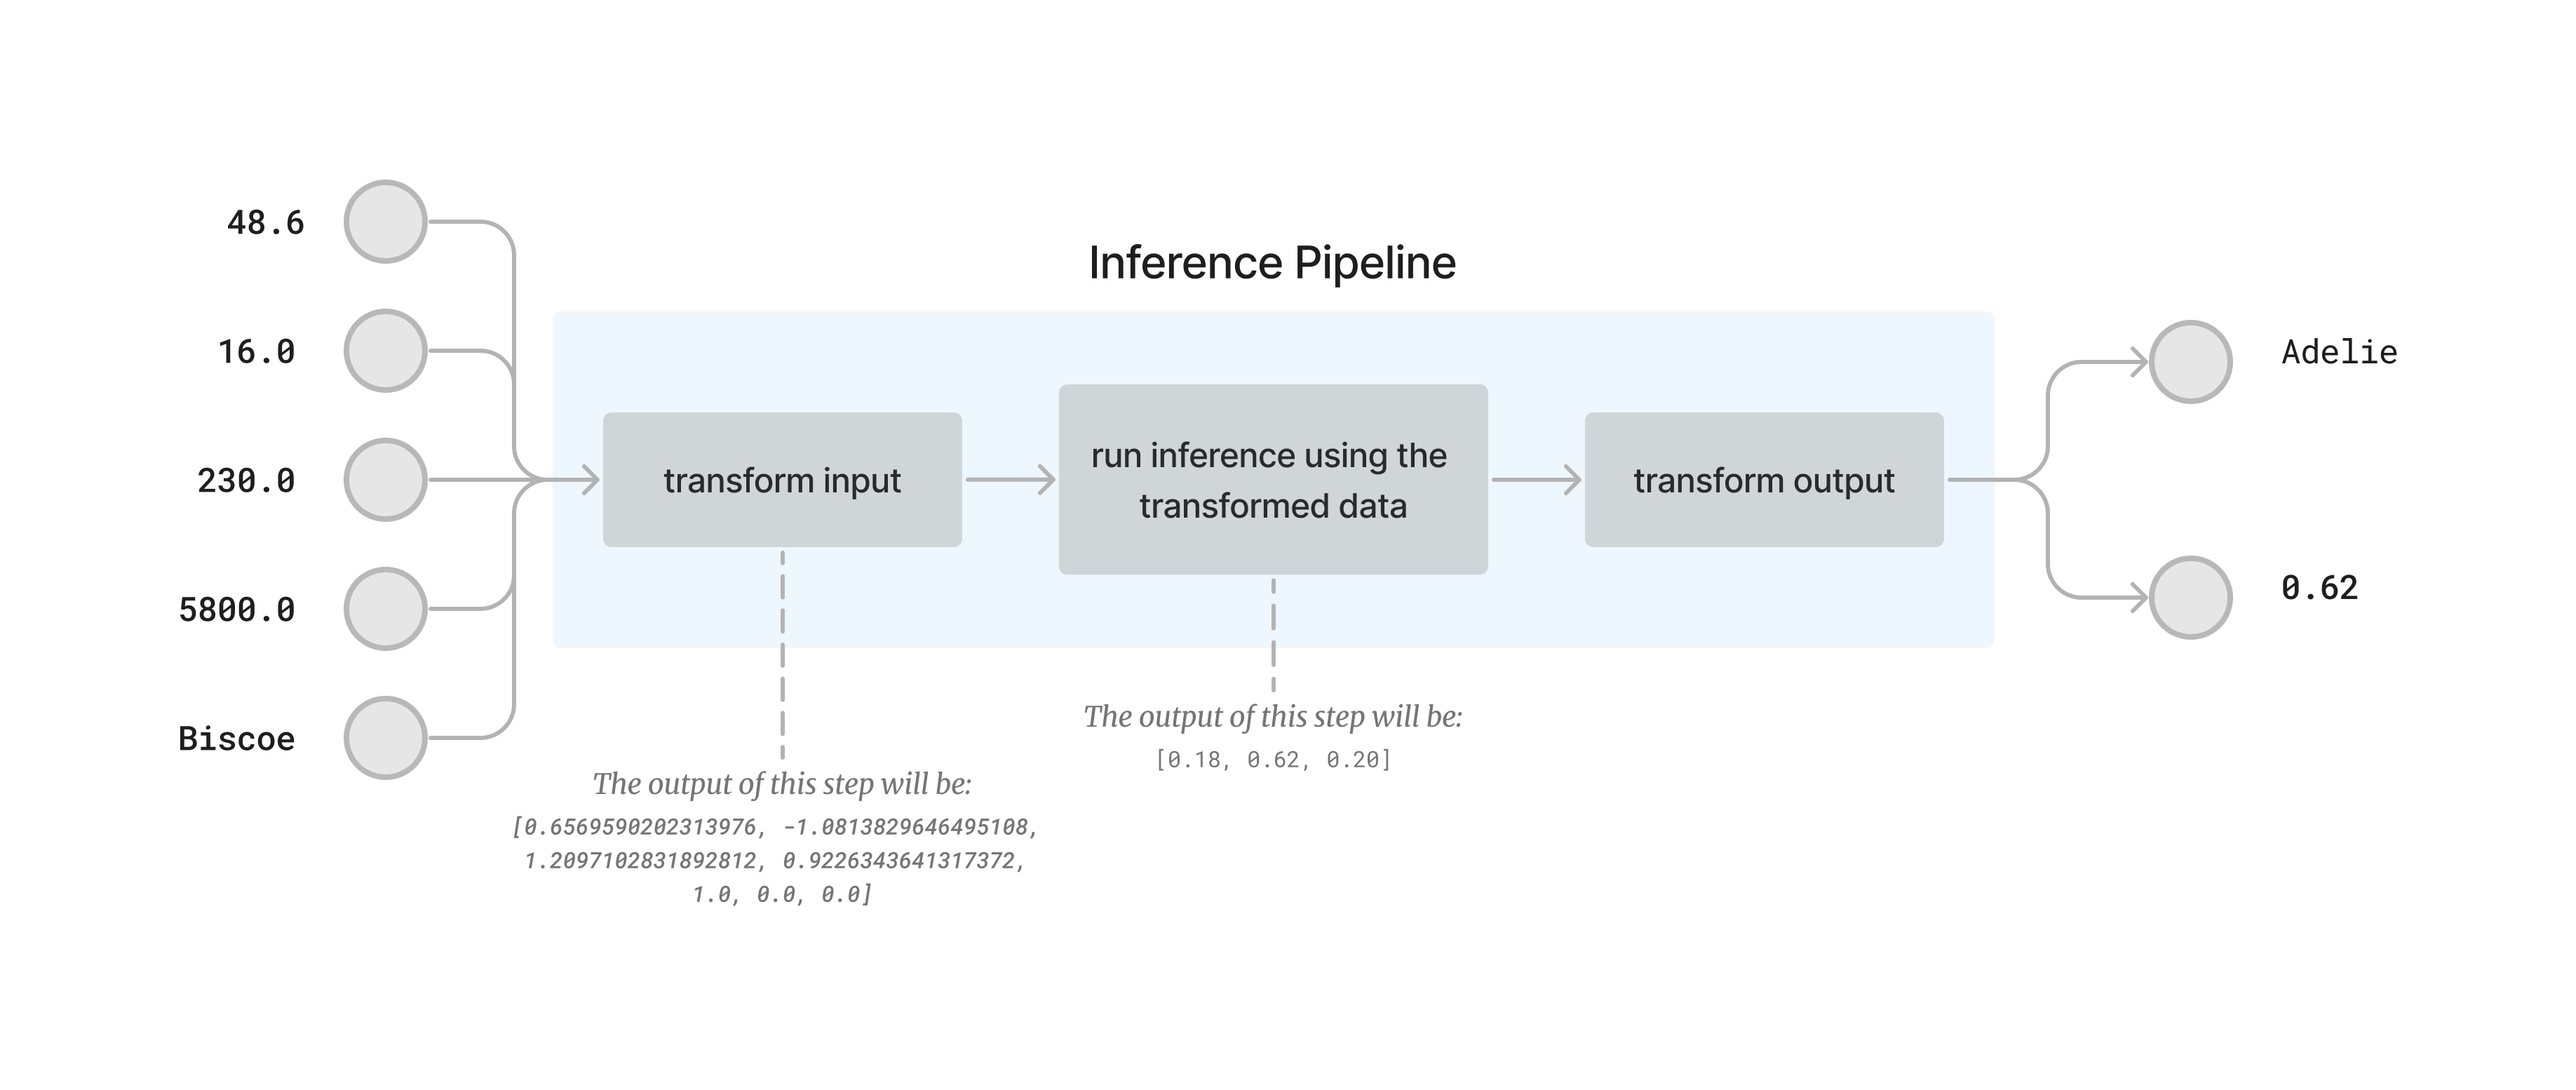 48.6
16.0
230.0
5800.0
Biscoe
Inference Pipeline
transform input
run inference using the
transformed data
transform output
The output of this step will be:
[0.6569590202313976, -1.0813829646495108,
1.2097102831892812, 0.9226343641317372,
1.0, 0.0, 0.0]
The output of this step will be:
[0.18, 0.62, 0.20]
Adelie
0.62